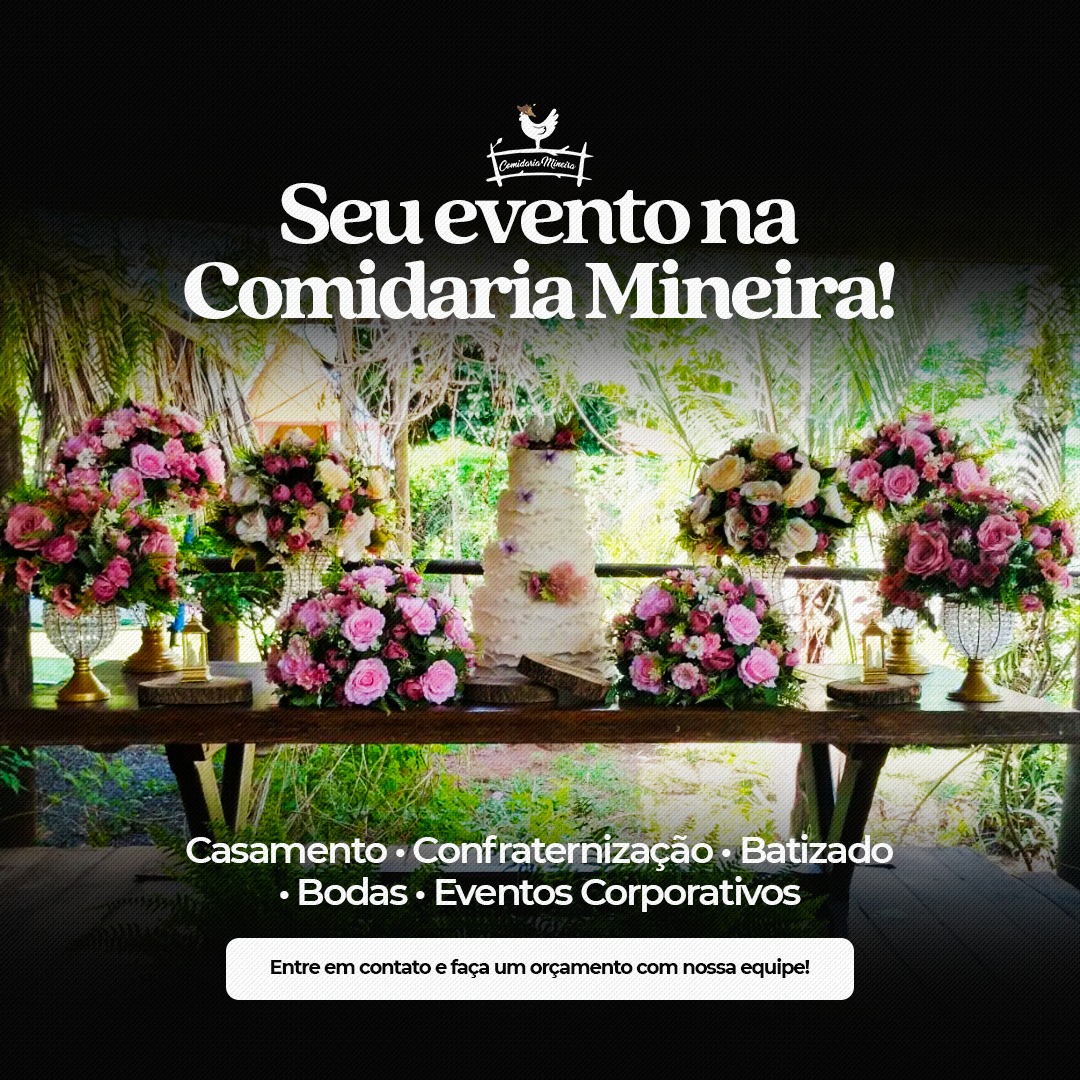 Comidaria Mineira
Seu evento na
Comidaria Mineira!
Casamento • Confraternização • Batizado
• Bodas • Eventos Corporativos
Entre em contato e faça um orçamento com nossa equipe!